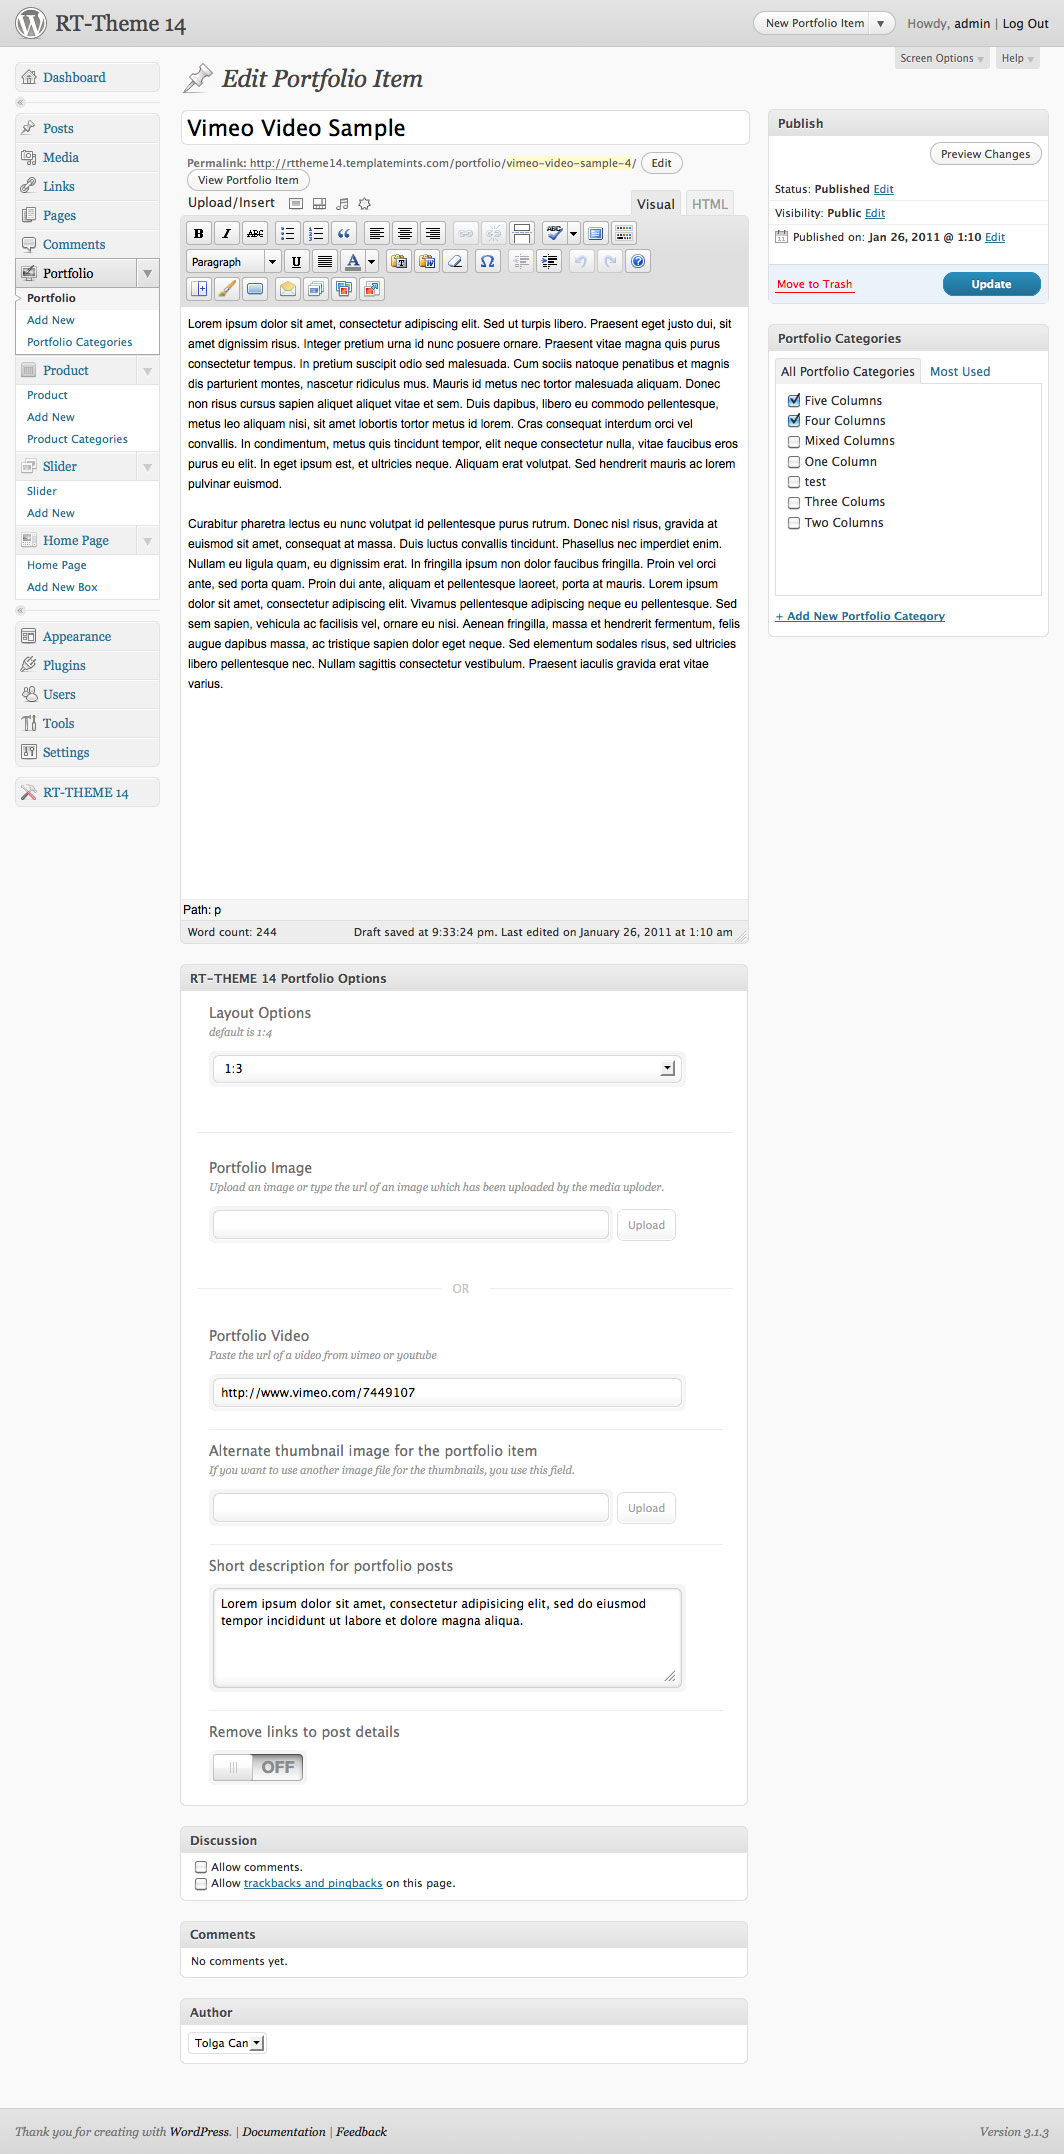 RT-Theme 14
New Portfolio Item
Howdy, admin | Log Out
Screen Options
Help
Dashboard
Posts
Media
Links
Pages
Comments
Portfolio
Portfolio
Add New
Portfolio Categories
Product
Product
Add New
Product Categories
Slider
Slider
Add New
Home Page
Home Page
Add New Box
Appearance
Plugins
Users
Tools
Settings
RT-THEME 14
Edit Portfolio Item
Vimeo Video Sample
Permalink: http://rttheme14.templatemints.com/portfolio/vimeo-video-sample-4/ Edit
View Portfolio Item
Upload/Insert
Visual
HTML
B I ABC ABC
Paragraph U A
Lorem ipsum dolor sit amet, consectetur adipiscing elit. Sed ut turpis libero. Praesent eget justo dui, sit
amet dignissim risus. Integer pretium urna id nunc posuere ornare. Praesent vitae magna quis purus
consectetur tempus. In pretium suscipit odio sed malesuada. Cum sociis natoque penatibus et magnis
dis parturient montes, nascetur ridiculus mus. Mauris id metus nec tortor malesuada aliquam. Donec
non risus cursus sapien aliquet aliquet vitae et sem. Duis dapibus, libero eu commodo pellentesque,
metus leo aliquam nisi, sit amet lobortis tortor metus id lorem. Cras consequat interdum orci vel
convallis. In condimentum, metus quis tincidunt tempor, elit neque consectetur nulla, vitae faucibus eros
purus eu elit. In eget ipsum est, et ultricies neque. Aliquam erat volutpat. Sed hendrerit mauris ac lorem
pulvinar euismod.
Curabitur pharetra lectus eu nunc volutpat id pellentesque purus rutrum. Donec nisl risus, gravida at
euismod sit amet, consequat at massa. Duis luctus convallis tincidunt. Phasellus nec imperdiet enim.
Nullam eu ligula quam, eu dignissim erat. In fringilla ipsum non dolor faucibus fringilla. Proin vel orci
ante, sed porta quam. Proin dui ante, aliquam et pellentesque laoreet, porta at mauris. Lorem ipsum
dolor sit amet, consectetur adipiscing elit. Vivamus pellentesque adipiscing neque eu pellentesque. Sed
sem sapien, vehicula ac facilisis vel, ornare eu nisi. Aenean fringilla, massa et hendrerit fermentum, felis
augue dapibus massa, ac tristique sapien dolor eget neque. Sed elementum sodales risus, sed ultricies
libero pellentesque nec. Nullam sagittis consectetur vestibulum. Praesent iaculis gravida erat vitae
varius.
Path: p
Word count: 244
Draft saved at 9:33:24 pm. Last edited on January 26, 2011 at 1:10 am
RT-THEME 14 Portfolio Options
Layout Options
default is 1:4
1:3
Portfolio Image
Upload an image or type the url of an image which has been uploaded by the media uploder.
Upload
OR
Portfolio Video
Paste the url of a video from vimeo or youtube
http://www.vimeo.com/7449107
Alternate thumbnail image for the portfolio item
If you want to use another image file for the thumbnails, you use this field.
Upload
Short description for portfolio posts
Lorem ipsum dolor sit amet, consectetur adipisicing elit, sed do eiusmod
tempor incididunt ut labore et dolore magna aliqua.
Remove links to post details
OFF
Discussion
Allow comments.
Allow trackbacks and pingbacks on this page.
Comments
No comments yet.
Author
Tolga Can
Publish
Preview Changes
Status: Published Edit
Visibility: Public Edit
Published on: Jan 26, 2011 @ 1:10 Edit
Move to Trash
Update
Portfolio Categories
All Portfolio Categories
Most Used
Five Columns
Four Columns
Mixed Columns
One Column
test
Three Colums
Two Columns
+ Add New Portfolio Category
Thank you for creating with WordPress. | Documentation | Feedback
Version 3.1.3